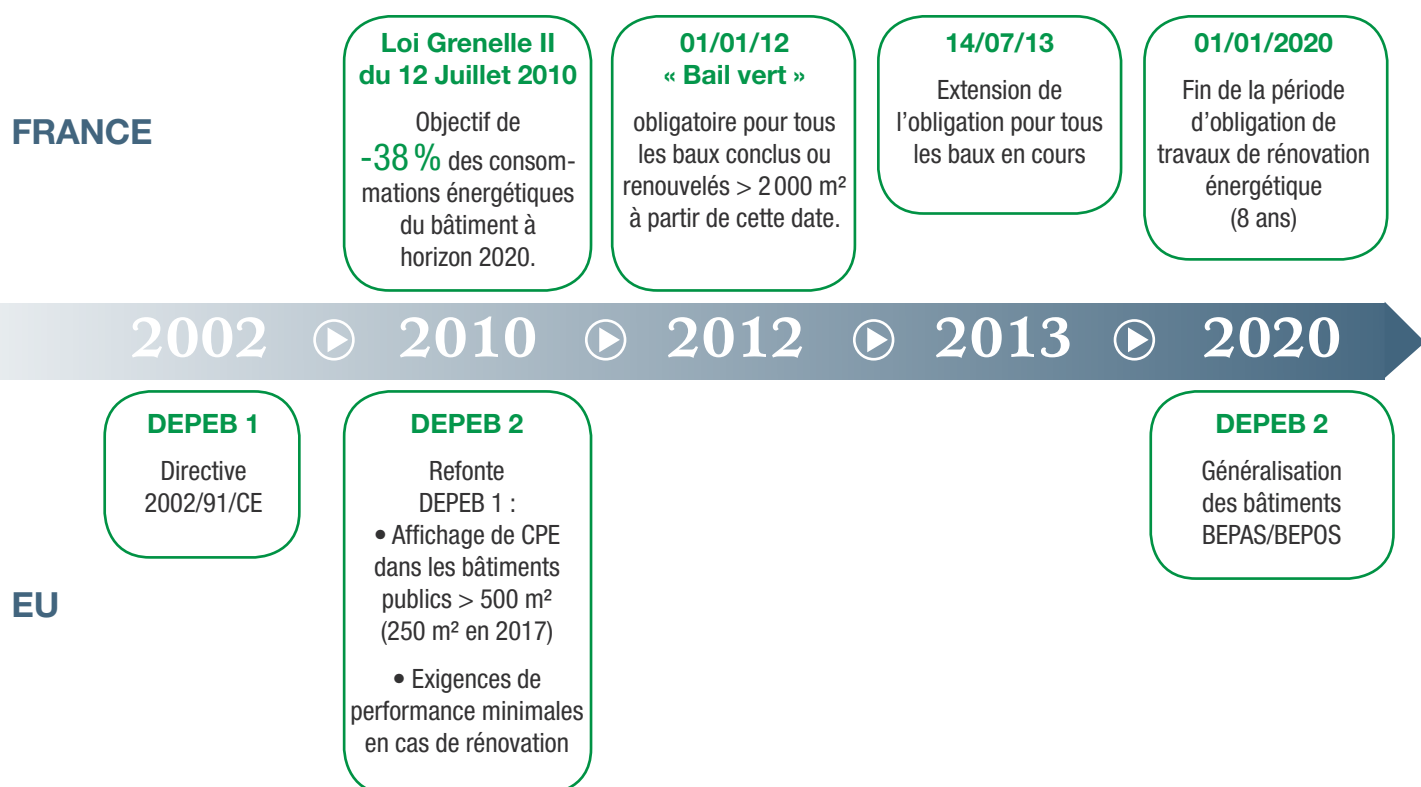 FRANCE
Loi Grenelle II
du 12 Juillet 2010
Objectif de
-38 % des consom-
mations énergétiques
du bâtiment à
horizon 2020.
01/01/12
« Bail vert »
obligatoire pour tous
les baux conclus ou
renouvelés > 2 000 m²
à partir de cette date.
14/07/13
Extension de
l’obligation pour tous
les baux en cours
01/01/2020
Fin de la période
d’obligation de
travaux de rénovation
énergétique
(8 ans)
2002 2010 2012 2013 2020
EU
DEPEB 1
Directive
2002/91/CE
DEPEB 2
Refonte
DEPEB 1 :
• Affichage de CPE
dans les bâtiments
publics > 500 m²
(250 m² en 2017)
• Exigences de
performance minimales
en cas de rénovation
DEPEB 2
Généralisation
des bâtiments
BEPAS/BEPOS